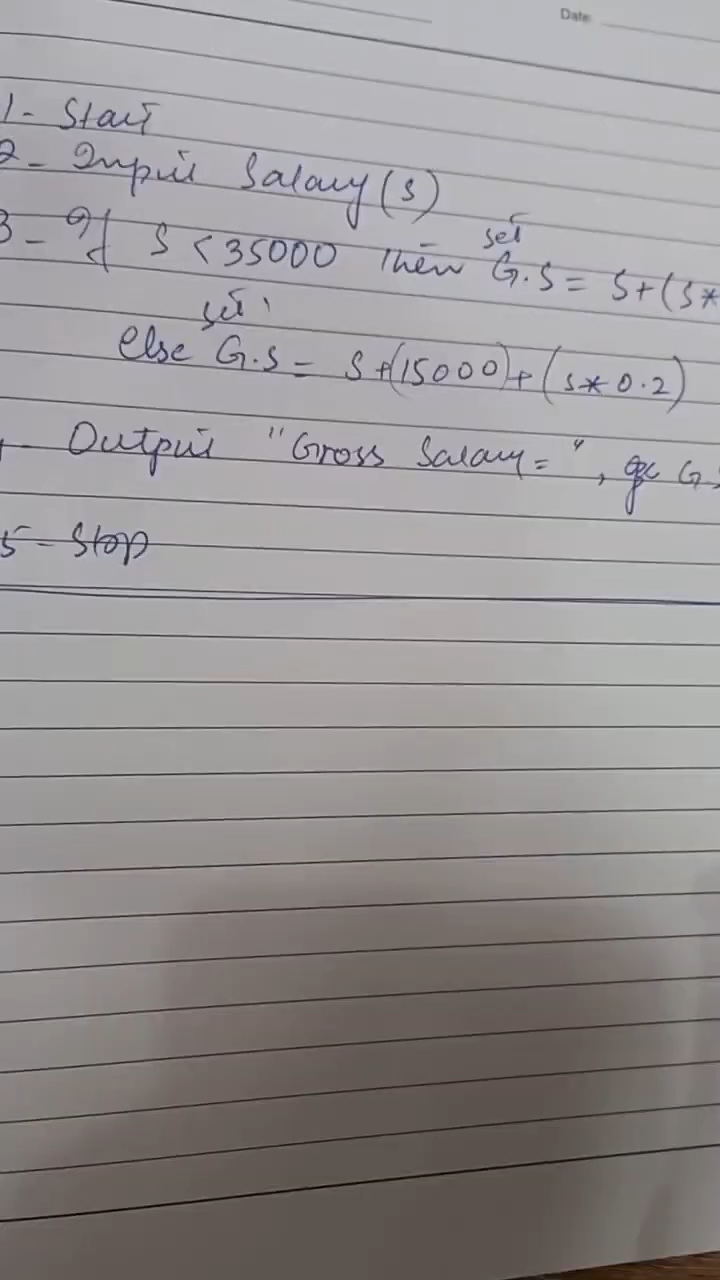 Date
1- Start
2- Input Salary (S)
set
3- If S < 35000 then G.S = S+(S*
set
Else G.S = S+(15000)+(S*0.2)
- Output "Gross Salary = ", G.S
5- Stop